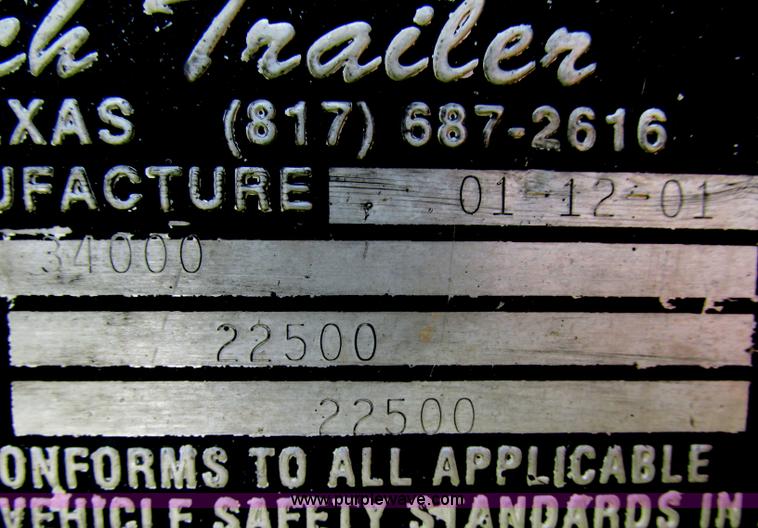 ch Trailer
EXAS (817) 687-2616
UFACTURE 01-12-01
34000
22500
22500
ONFORMS TO ALL APPLICABLE
www.purplewave.com
VEHICLE SAFETY STANDARDS IN